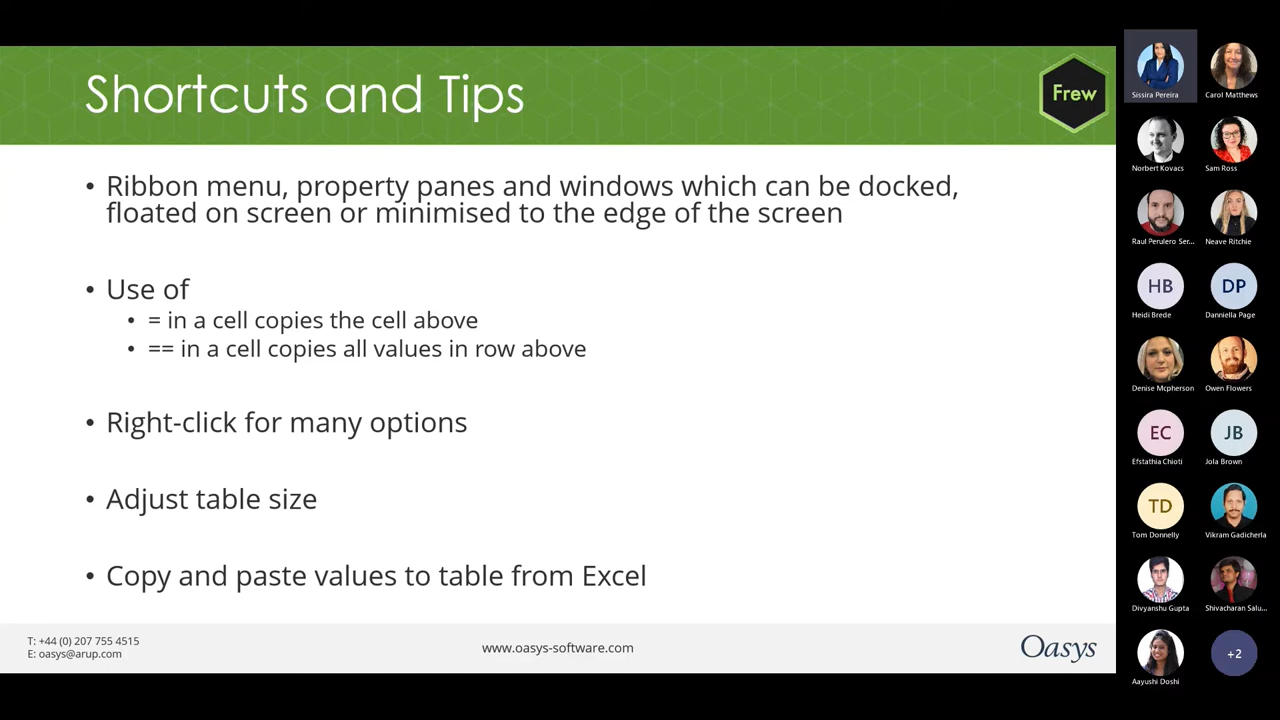 Shortcuts and Tips
Frew
• Ribbon menu, property panes and windows which can be docked,
floated on screen or minimised to the edge of the screen
• Use of
• = in a cell copies the cell above
• == in a cell copies all values in row above
• Right-click for many options
• Adjust table size
• Copy and paste values to table from Excel
T: +44 (0) 207 755 4515
E: oasys@arup.com
www.oasys-software.com
Oasys
Sissira Pereira
Carol Matthews
Norbert Kovacs
Sam Ross
Raul Perulero Ser...
Neave Ritchie
HB
DP
Heidi Brede
Danniella Page
Denise Mcpherson
Owen Flowers
EC
JB
Efstathia Chioti
Jola Brown
TD
Tom Donnelly
Vikram Gadicherla
Divyanshu Gupta
Shivacharan Salu...
+2
Aayushi Doshi